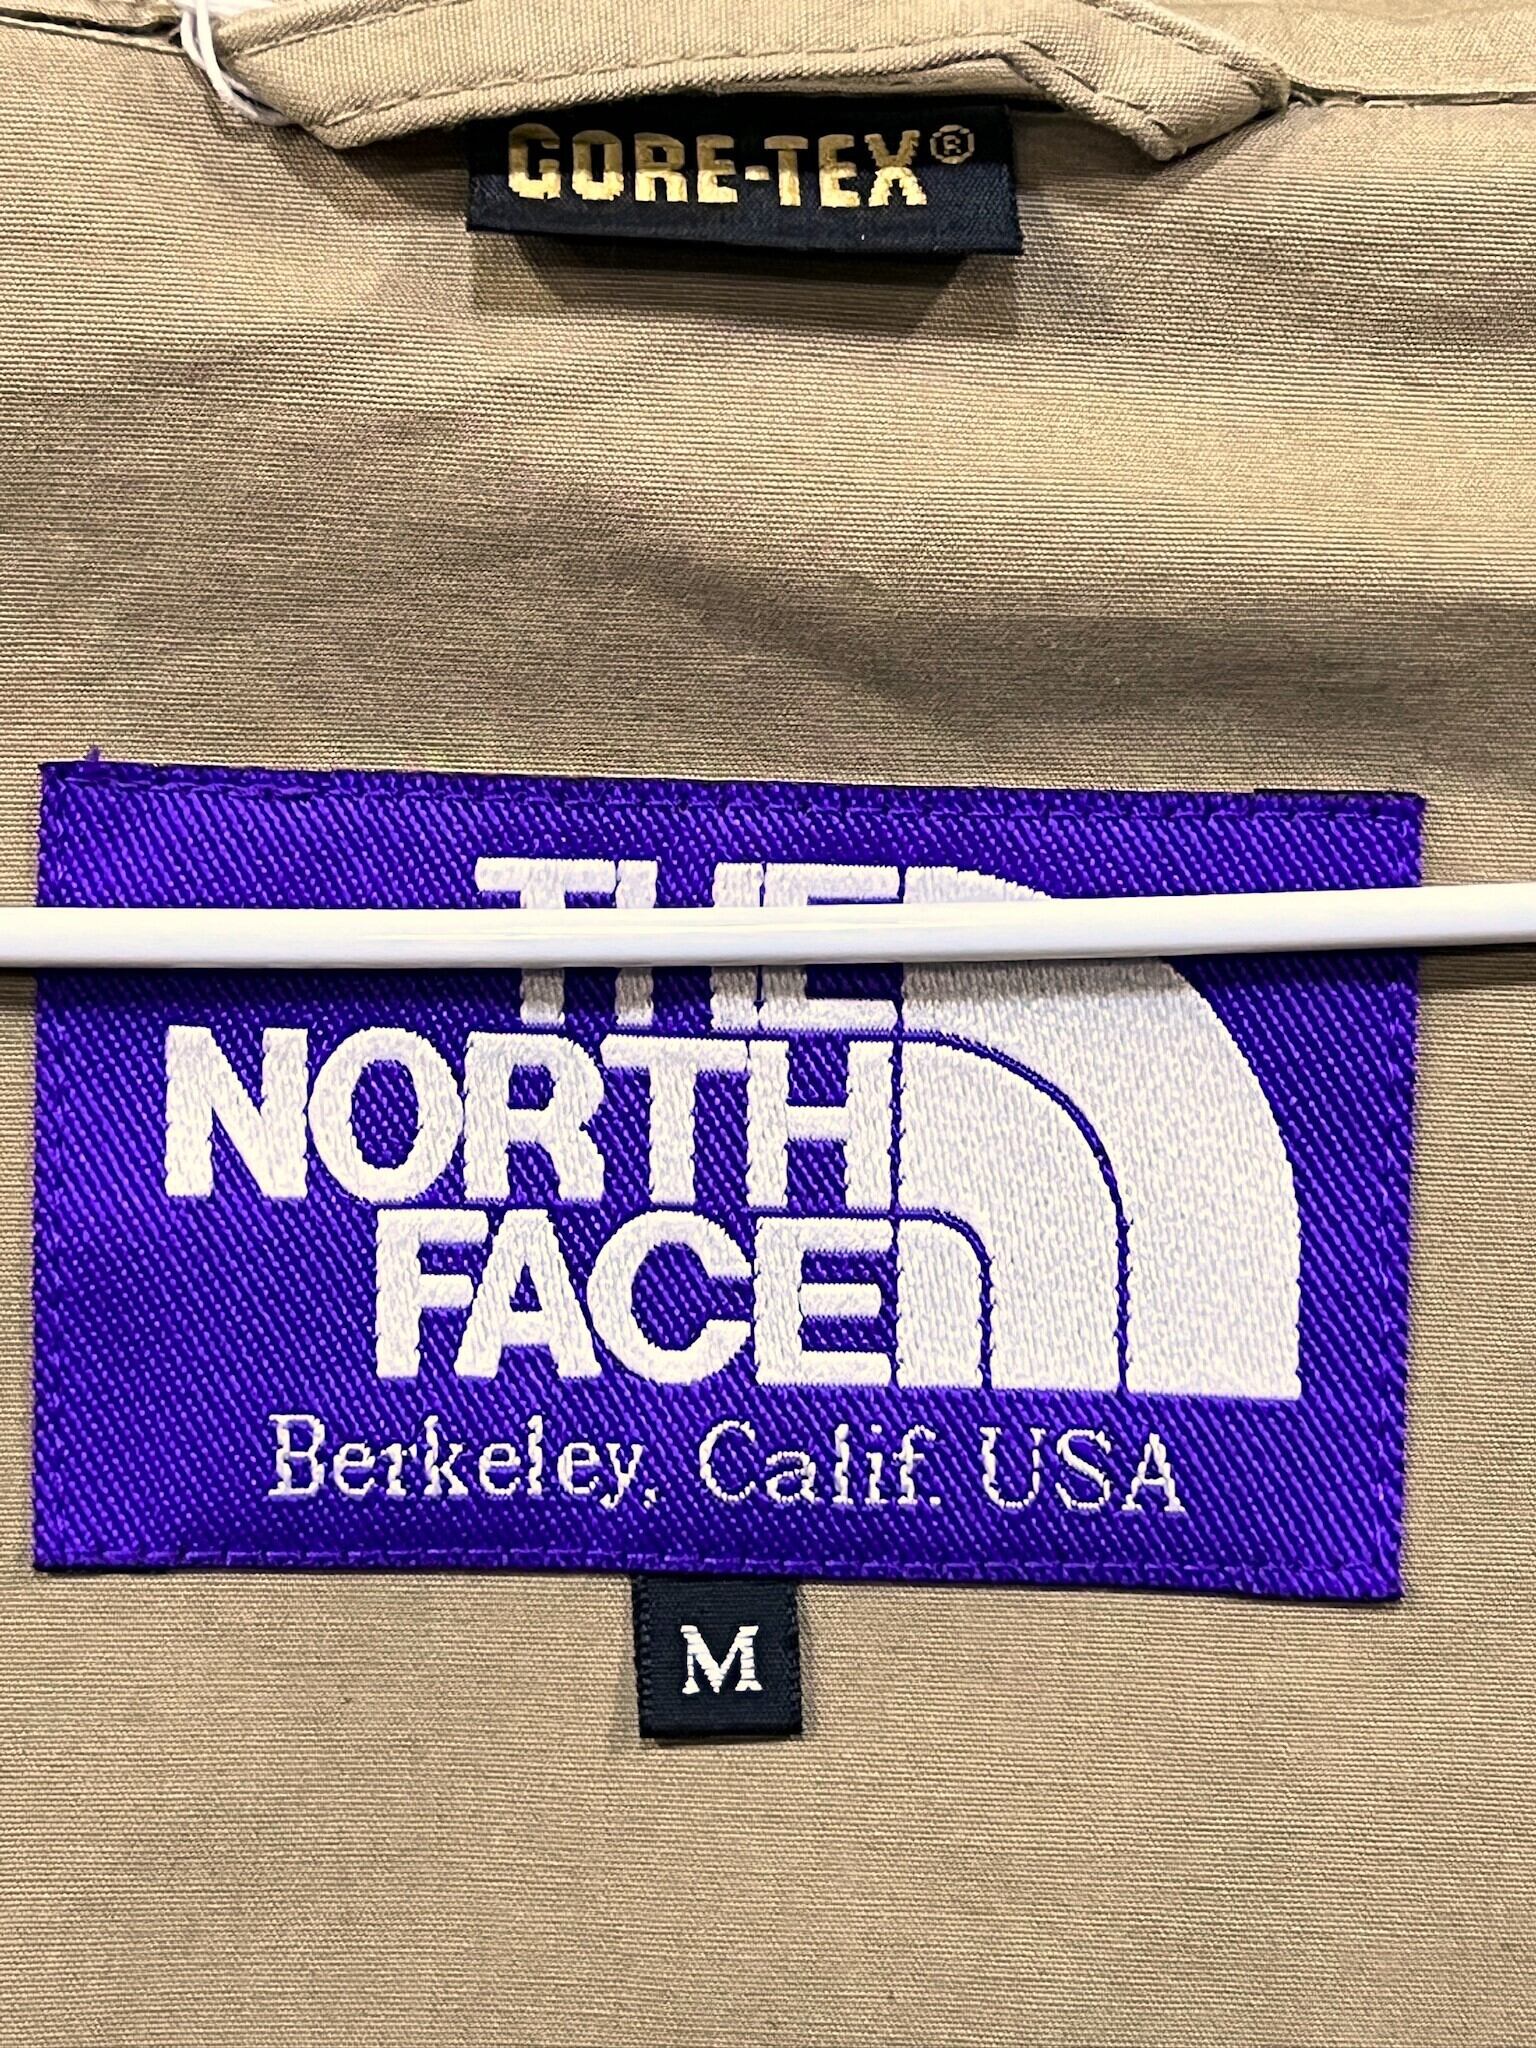 GORE-TEX®
THE
NORTH
FACE
Berkeley, Calif. USA
M